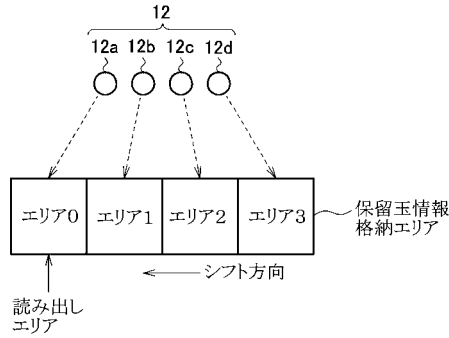 12
12a 12b 12c 12d
エリア0 エリア1 エリア2 エリア3
保留玉情報
格納エリア
シフト方向
読み出し
エリア